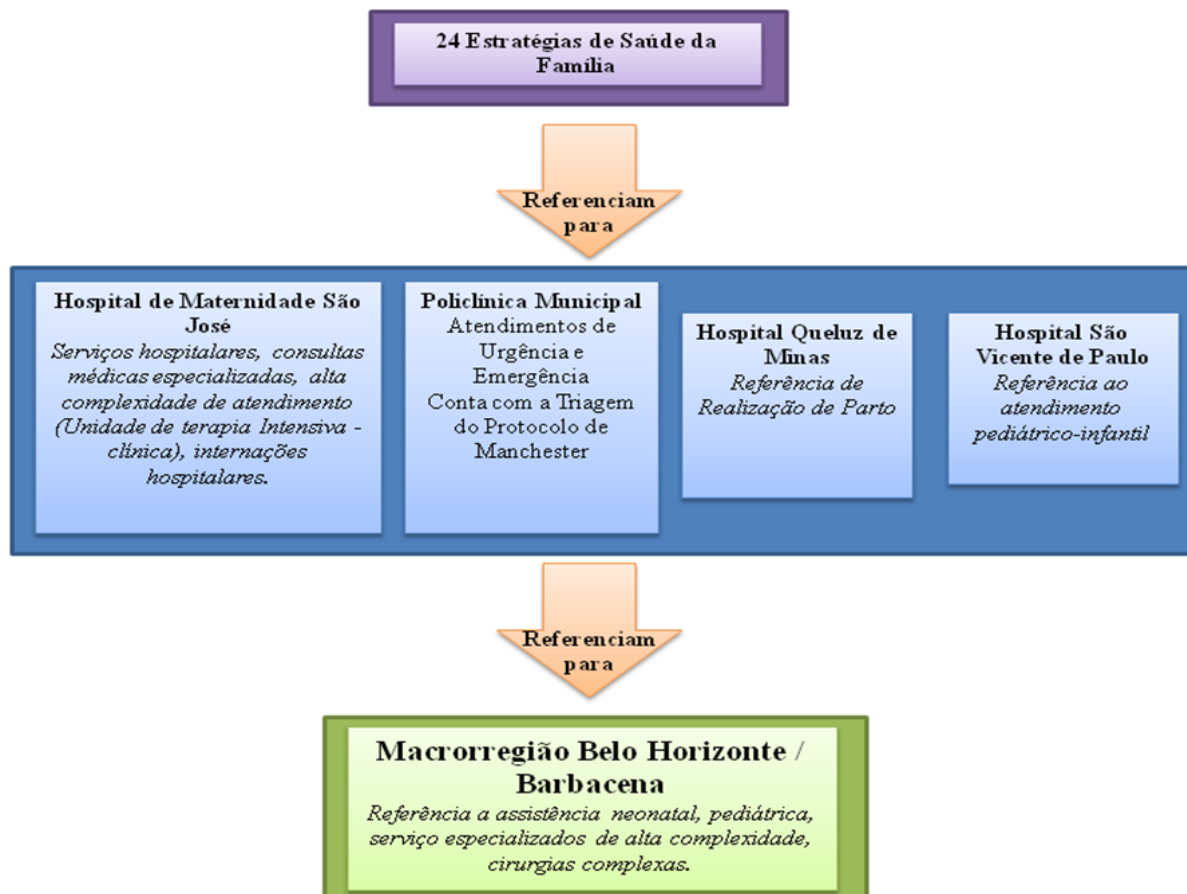 24 Estratégias de Saúde da
Família
Referenciam
para
Hospital de Maternidade São
José
Serviços hospitalares, consultas
médicas especializadas, alta
complexidade de atendimento
(Unidade de terapia Intensiva -
clínica), internações
hospitalares.
Policlínica Municipal
Atendimentos de
Urgência e
Emergência
Conta com a Triagem
do Protocolo de
Manchester
Hospital Queluz de
Minas
Referência de
Realização de Parto
Hospital São
Vicente de Paulo
Referência ao
atendimento
pediátrico-infantil
Referenciam
para
Macrorregião Belo Horizonte /
Barbacena
Referência a assistência neonatal, pediátrica,
serviço especializados de alta complexidade,
cirurgias complexas.